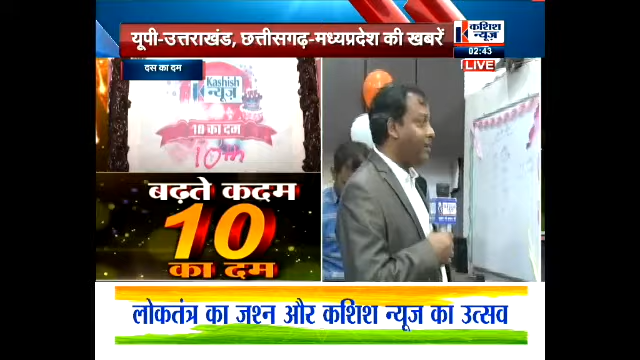 यूपी-उत्तराखंड, छत्तीसगढ़-मध्यप्रदेश की खबरें
कशिश
न्यूज़
02:43
LIVE
दस का दम
Kashish
न्यूज़
10 का दम
10th
बढ़ते कदम
10
का दम
लोकतंत्र का जश्न और कशिश न्यूज का उत्सव